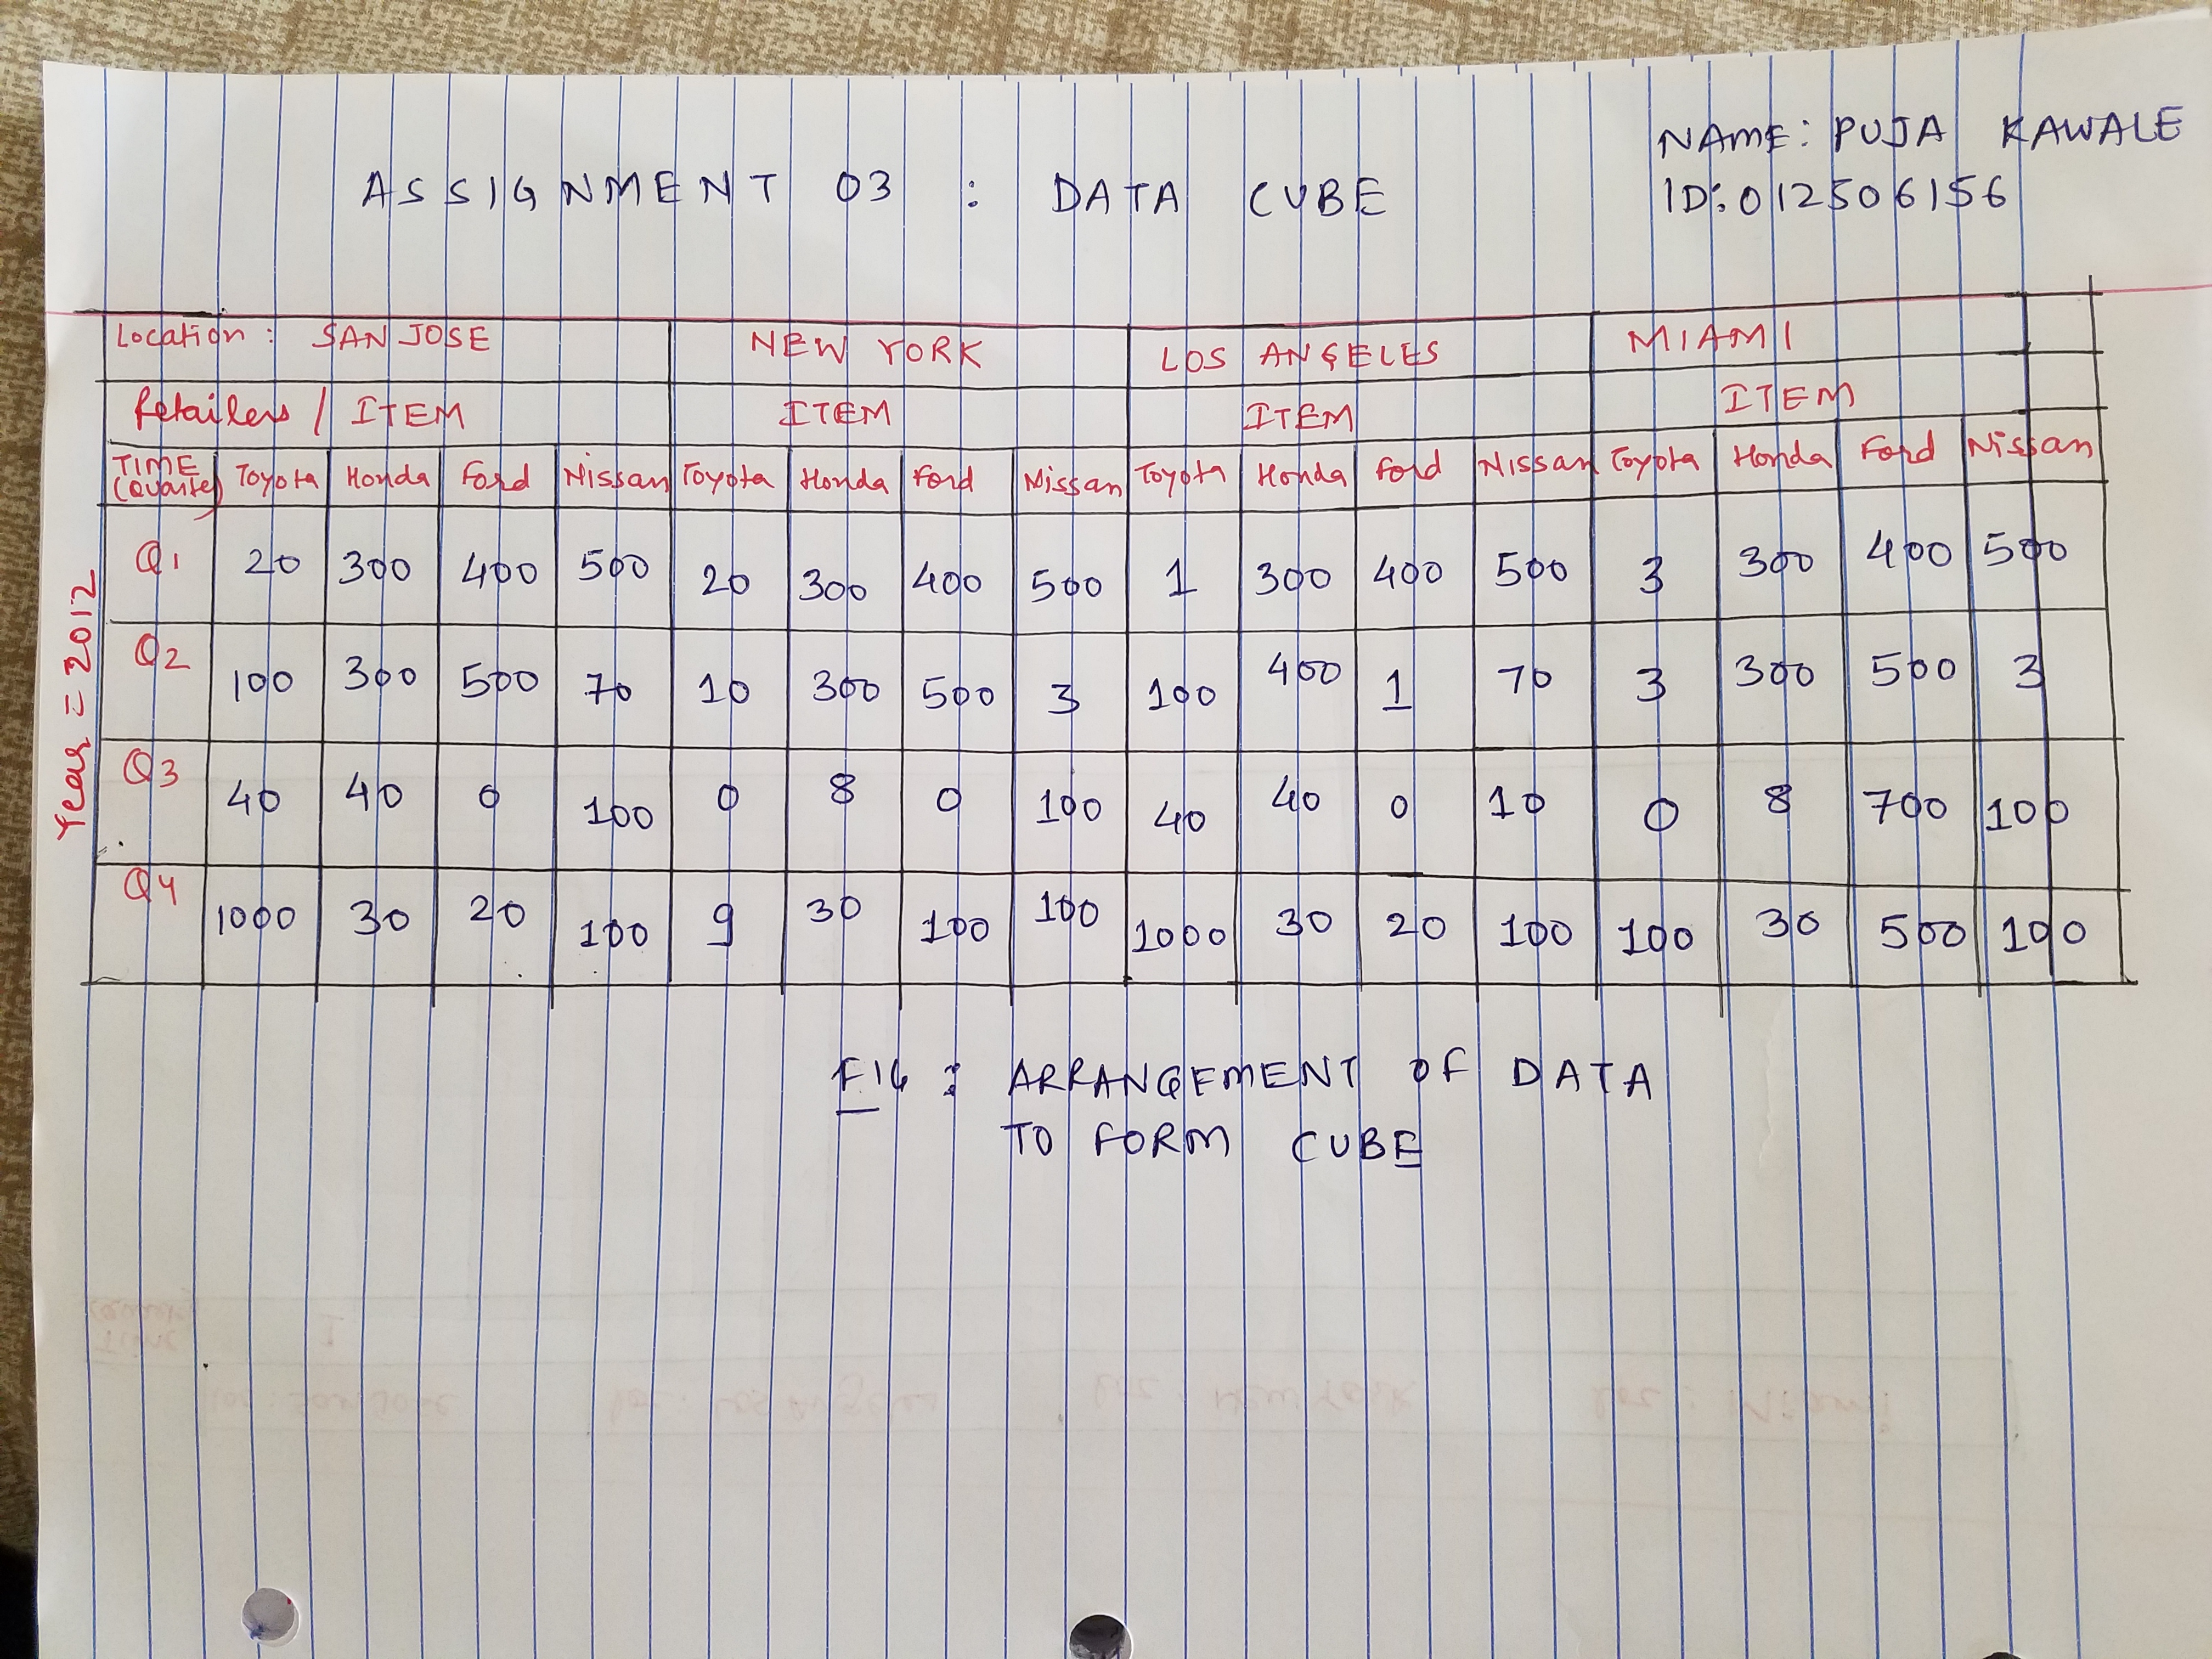 NAME: PUJA KAWALE
ASSIGNMENT 03 : DATA CUBE ID: 012506156
Location: SAN JOSE NEW YORK LOS ANGELES MIAMI
Retailers / ITEM ITEM ITEM ITEM
TIME (Quarter) Toyota Honda Ford Nissan Toyota Honda Ford Nissan Toyota Honda Ford Nissan Toyota Honda Ford Nissan
Q1 20 300 400 500 20 300 400 500 1 300 400 500 3 300 400 500
Q2 100 300 500 70 10 300 500 3 100 400 1 70 3 300 500 3
Q3 40 40 0 100 0 8 0 100 40 40 0 10 0 8 700 100
Q4 1000 30 20 100 9 30 100 100 1000 30 20 100 100 30 500 100
Year = 2012
FIG : ARRANGEMENT OF DATA
TO FORM CUBE